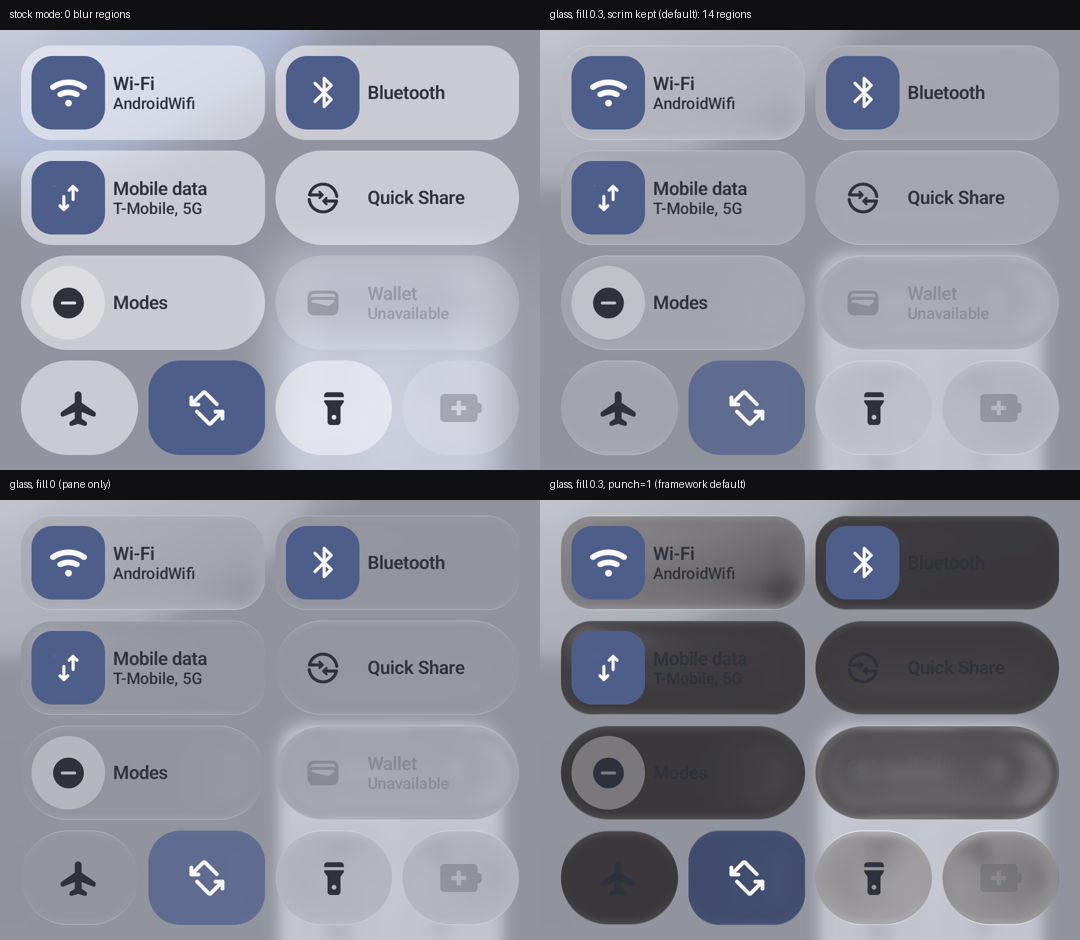 stock mode: 0 blur regions
Wi-Fi
AndroidWifi
Bluetooth
Mobile data
T-Mobile, 5G
Quick Share
Modes
Wallet
Unavailable
glass, fill 0.3, scrim kept (default): 14 regions
Wi-Fi
AndroidWifi
Bluetooth
Mobile data
T-Mobile, 5G
Quick Share
Modes
Wallet
Unavailable
glass, fill 0 (pane only)
Wi-Fi
AndroidWifi
Bluetooth
Mobile data
T-Mobile, 5G
Quick Share
Modes
Wallet
Unavailable
glass, fill 0.3, punch=1 (framework default)
Wi-Fi
AndroidWifi
Bluetooth
Mobile data
T-Mobile, 5G
Quick Share
Modes